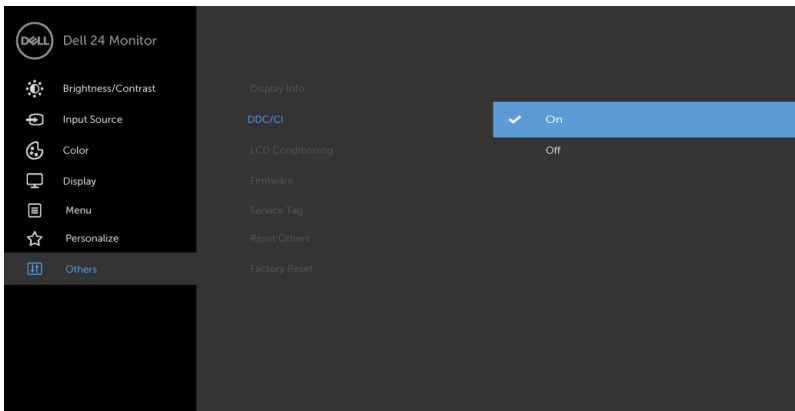 DELL
Dell 24 Monitor
Brightness/Contrast
Input Source
Color
Display
Menu
Personalize
Others
Display Info
DDC/CI
LCD Conditioning
Firmware
Service Tag
Reset Others
Factory Reset
On
Off